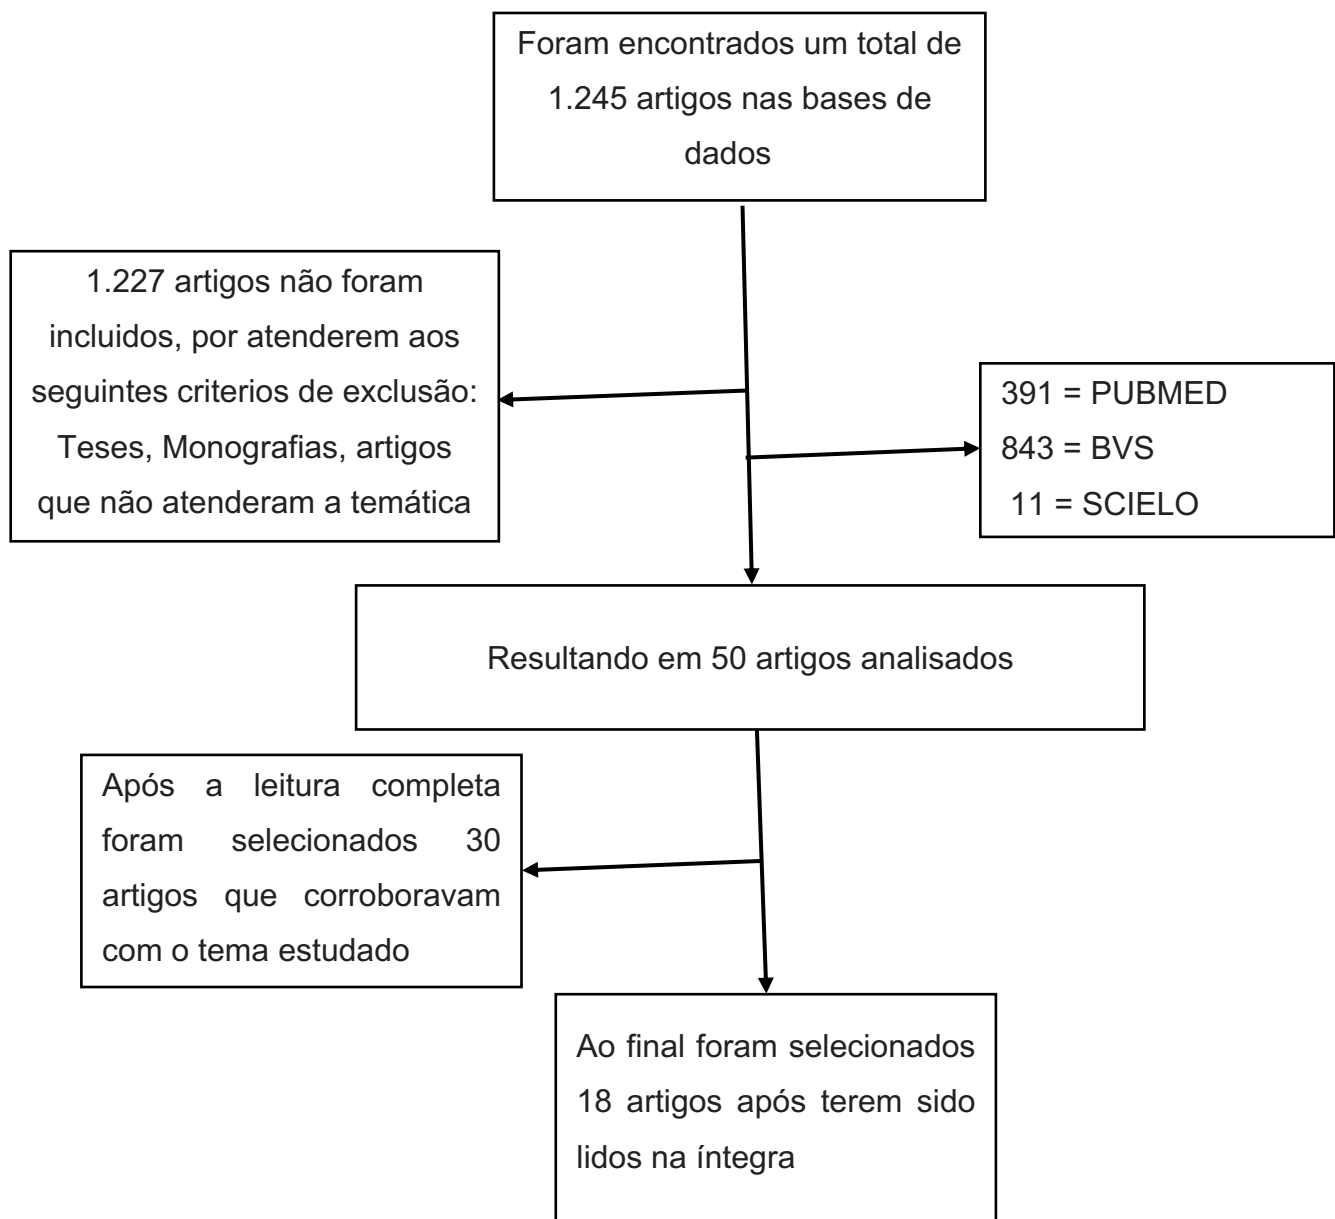 Foram encontrados um total de
1.245 artigos nas bases de
dados
1.227 artigos não foram
incluidos, por atenderem aos
seguintes criterios de exclusão:
Teses, Monografias, artigos
que não atenderam a temática
391 = PUBMED
843 = BVS
11 = SCIELO
Resultando em 50 artigos analisados
Após a leitura completa
foram selecionados 30
artigos que corroboravam
com o tema estudado
Ao final foram selecionados
18 artigos após terem sido
lidos na íntegra